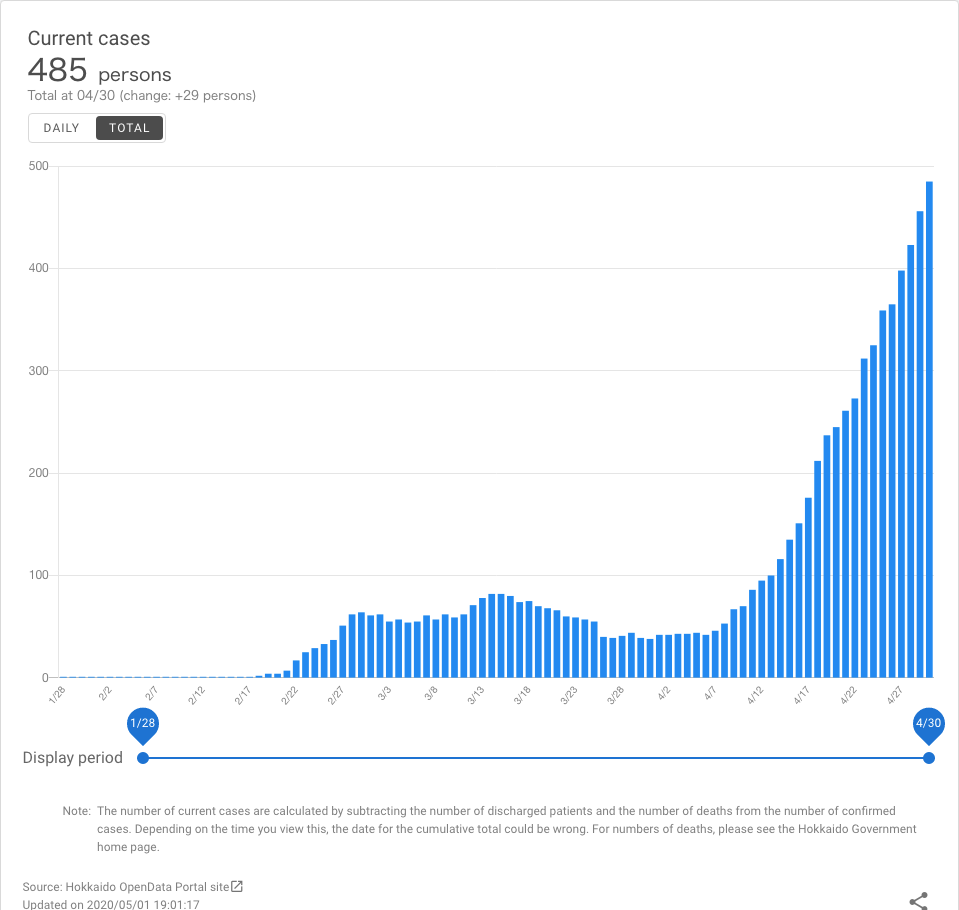 Current cases
485 persons
Total at 04/30 (change: +29 persons)
DAILY TOTAL
500
400
300
200
100
0
1/28 2/2 2/7 2/12 2/17 2/22 2/27 3/3 3/8 3/13 3/18 3/23 3/28 4/2 4/7 4/12 4/17 4/22 4/27
1/28 4/30
Display period
Note: The number of current cases are calculated by subtracting the number of discharged patients and the number of deaths from the number of confirmed
cases. Depending on the time you view this, the date for the cumulative total could be wrong. For numbers of deaths, please see the Hokkaido Government
home page.
Source: Hokkaido OpenData Portal site
Updated on 2020/05/01 19:01:17